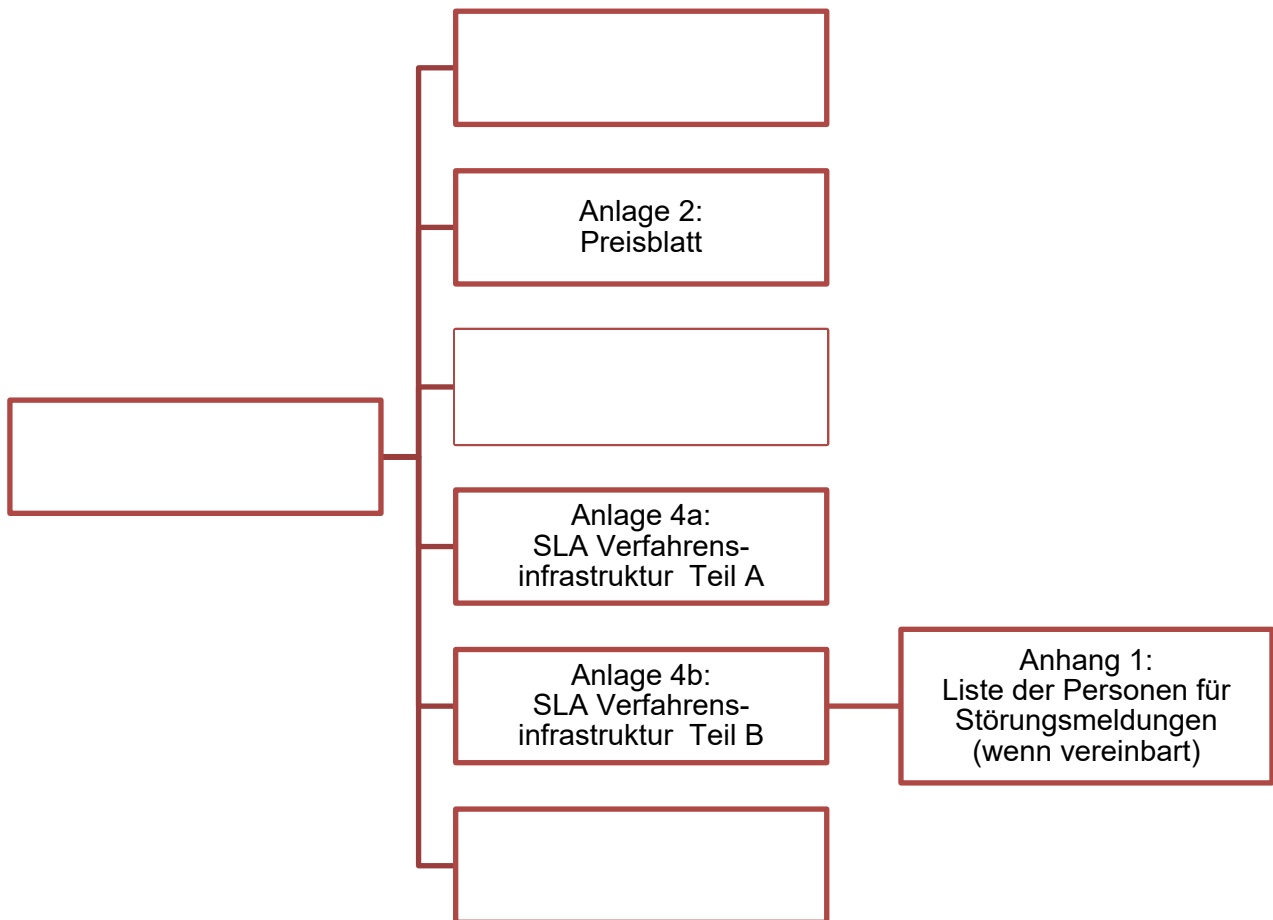 Anlage 2:
Preisblatt
Anlage 4a:
SLA Verfahrens-
infrastruktur  Teil A
Anlage 4b:
SLA Verfahrens-
infrastruktur  Teil B
Anhang 1:
Liste der Personen für
Störungsmeldungen
(wenn vereinbart)